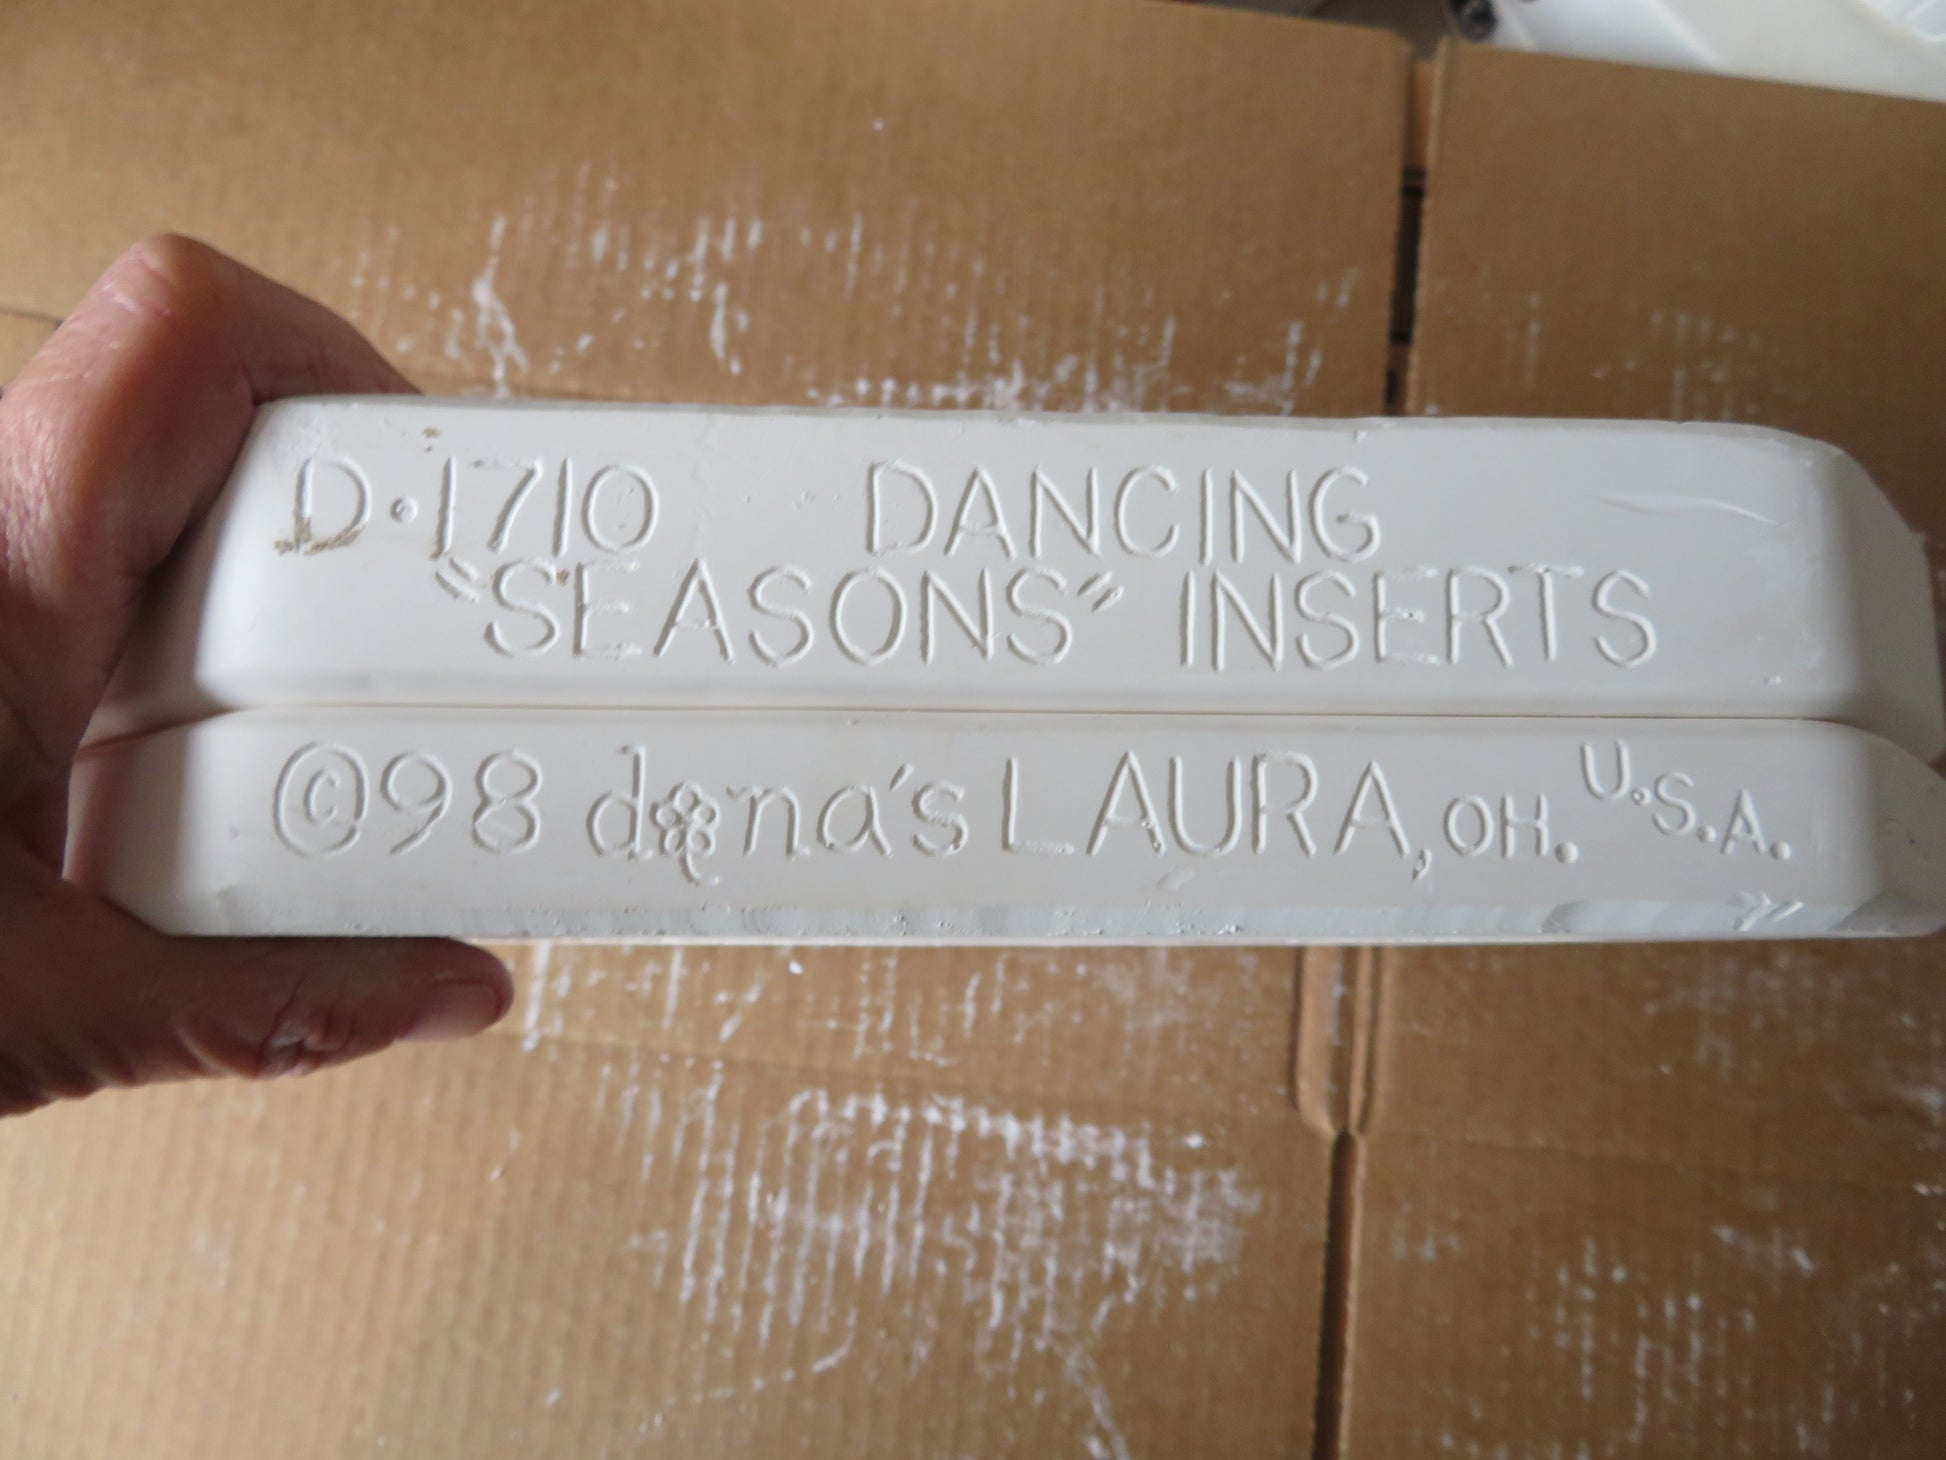 D·1710 DANCING
"SEASONS" INSERTS
©98 dona's LAURA, OH. U.S.A.